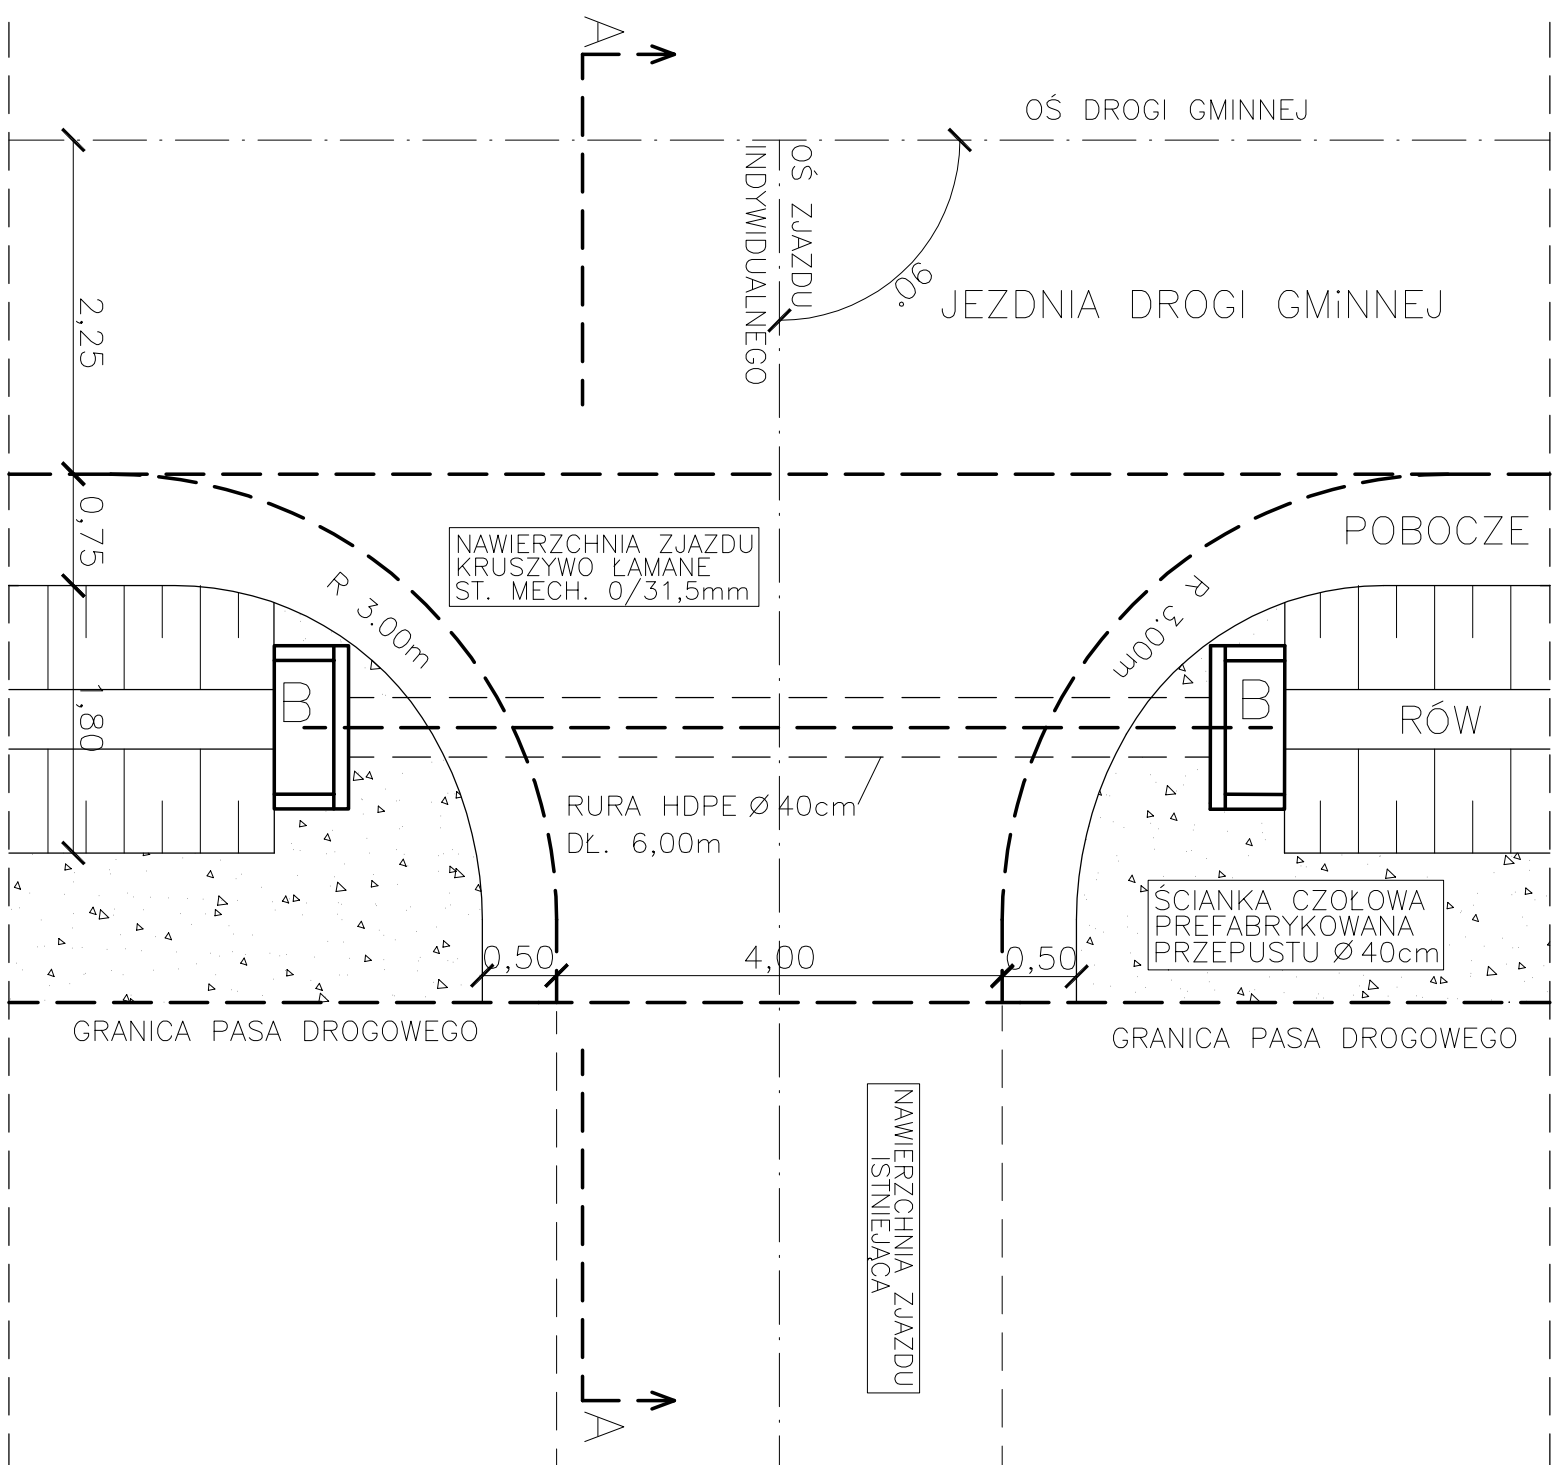 A
OŚ DROGI GMINNEJ
OŚ ZJAZDU
INDYWIDUALNEGO
90°
JEZDNIA DROGI GMiNNEJ
2,25
0,75
1,80
NAWIERZCHNIA ZJAZDU
KRUSZYWO ŁAMANE
ST. MECH. 0/31,5mm
POBOCZE
R 3.00m
R 3.00m
B
B
RÓW
RURA HDPE Ø 40cm
DŁ. 6,00m
ŚCIANKA CZOŁOWA
PREFABRYKOWANA
PRZEPUSTU Ø 40cm
0,50
4,00
0,50
GRANICA PASA DROGOWEGO
GRANICA PASA DROGOWEGO
NAWIERZCHNIA ZJAZDU
ISTNIEJĄCA
A